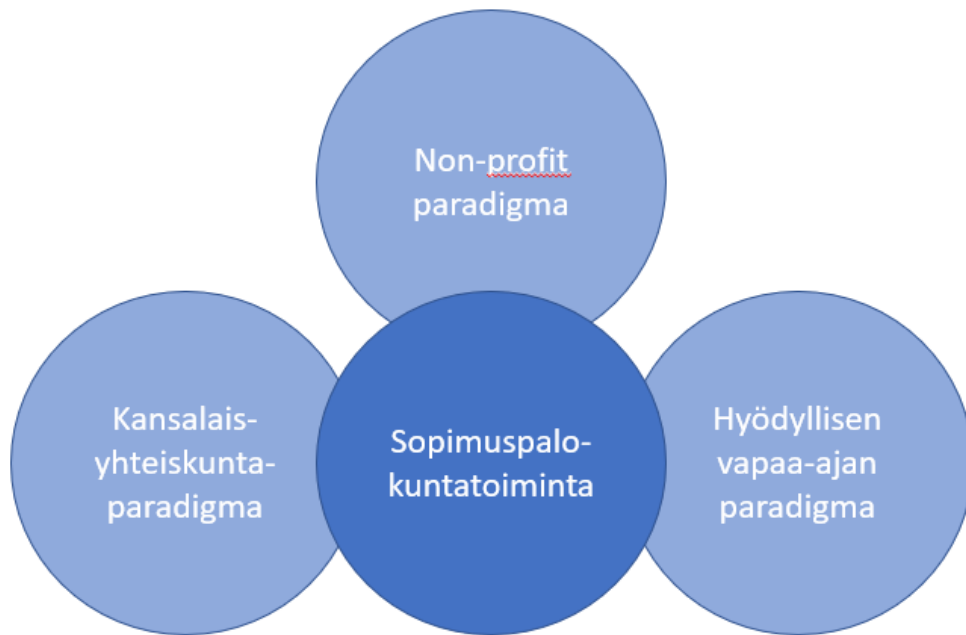 Non-profit
paradigma
Kansalais-
yhteiskunta-
paradigma
Sopimuspalo-
kuntatoiminta
Hyödyllisen
vapaa-ajan
paradigma